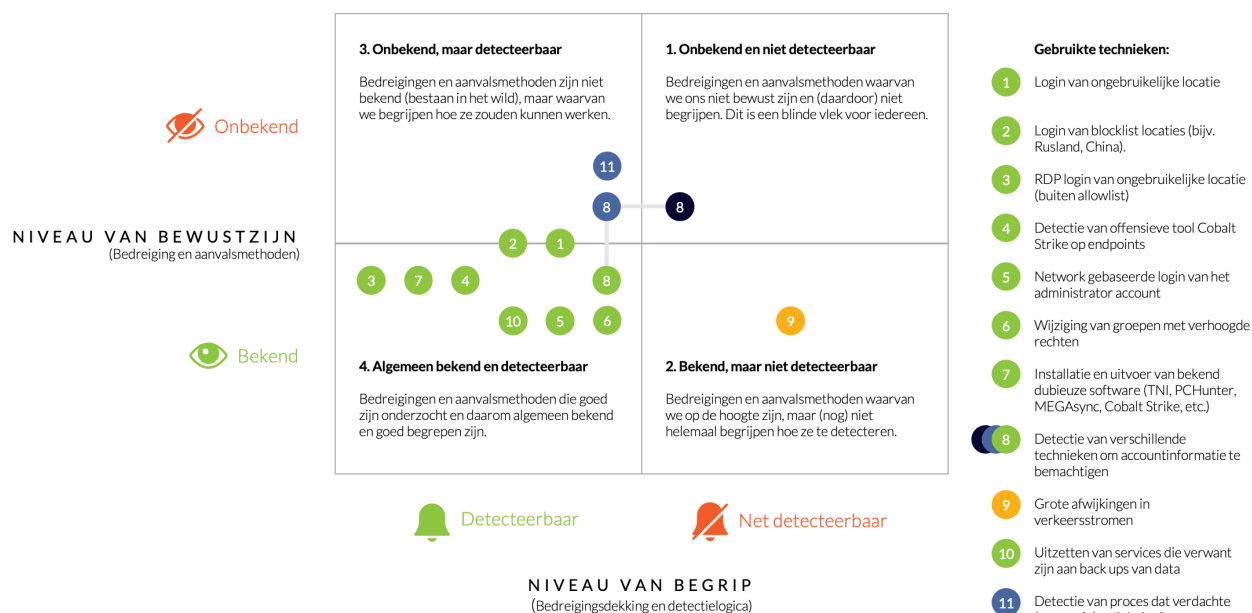 3. Onbekend, maar detecteerbaar
Bedreigingen en aanvalsmethoden zijn niet
bekend (bestaan in het wild), maar waarvan
we begrijpen hoe ze zouden kunnen werken.
1. Onbekend en niet detecteerbaar
Bedreigingen en aanvalsmethoden waarvan
we ons niet bewust zijn en (daardoor) niet
begrijpen. Dit is een blinde vlek voor iedereen.
Onbekend
NIVEAU VAN BEWUSTZIJN
(Bedreiging en aanvalsmethoden)
Bekend
11
8
8
2
1
3
7
4
8
10
5
6
9
4. Algemeen bekend en detecteerbaar
Bedreigingen en aanvalsmethoden die goed
zijn onderzocht en daarom algemeen bekend
en goed begrepen zijn.
2. Bekend, maar niet detecteerbaar
Bedreigingen en aanvalsmethoden waarvan
we op de hoogte zijn, maar (nog) niet
helemaal begrijpen hoe ze te detecteren.
Detecteerbaar
Net detecteerbaar
NIVEAU VAN BEGRIP
(Bedreigingsdekking en detectielogica)
Gebruikte technieken:
1 Login van ongebruikelijke locatie
2 Login van blocklist locaties (bijv.
Rusland, China).
3 RDP login van ongebruikelijke locatie
(buiten allowlist)
4 Detectie van offensieve tool Cobalt
Strike op endpoints
5 Network gebaseerde login van het
administrator account
6 Wijziging van groepen met verhoogde
rechten
7 Installatie en uitvoer van bekend
dubieuze software (TNI, PCHunter,
MEGAsync, Cobalt Strike, etc.)
8 Detectie van verschillende
technieken om accountinformatie te
bemachtigen
9 Grote afwijkingen in
verkeersstromen
10 Uitzetten van services die verwant
zijn aan back ups van data
11 Detectie van proces dat verdachte